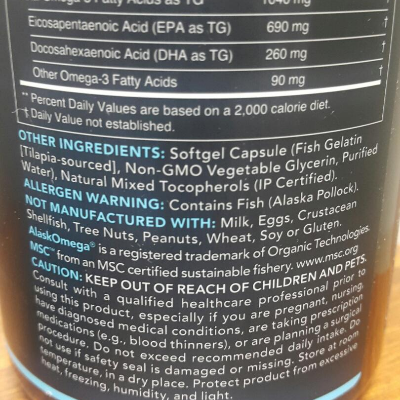 Omega-3 Fatty Acids as TG 1040 mg
Eicosapentaenoic Acid (EPA as TG) 690 mg †
Docosahexaenoic Acid (DHA as TG) 260 mg †
Other Omega-3 Fatty Acids 90 mg †
** Percent Daily Values are based on a 2,000 calorie diet.
† Daily Value not established.
OTHER INGREDIENTS: Softgel Capsule (Fish Gelatin
[Tilapia-sourced], Non-GMO Vegetable Glycerin, Purified
Water), Natural Mixed Tocopherols (IP Certified).
ALLERGEN WARNING: Contains Fish (Alaska Pollock).
NOT MANUFACTURED WITH: Milk, Eggs, Crustacean
Shellfish, Tree Nuts, Peanuts, Wheat, Soy or Gluten.
AlaskOmega® is a registered trademark of Organic Technologies.
MSC™ from an MSC certified sustainable fishery. www.msc.org
CAUTION: KEEP OUT OF REACH OF CHILDREN AND PETS.
Consult with a qualified healthcare professional prior to
using this product, especially if you are pregnant, nursing,
have diagnosed medical conditions, are taking prescription
medications (e.g., blood thinners), or are planning a surgical
procedure. Do not exceed recommended daily intake. Do
not use if safety seal is damaged or missing. Store at room
temperature, in a dry place. Protect product from excessive
heat, freezing, humidity, and light.